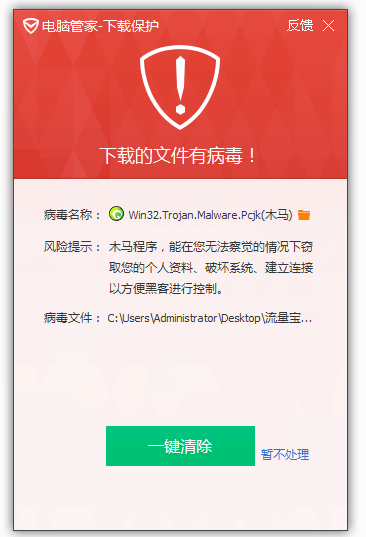 电脑管家-下载保护 反馈
下载的文件有病毒！
病毒名称： Win32.Trojan.Malware.Pcjk(木马)
风险提示： 木马程序，能在您无法察觉的情况下窃
取您的个人资料、破坏系统、建立连接
以方便黑客进行控制。
病毒文件： C:\Users\Administrator\Desktop\流量宝...
一键清除 暂不处理